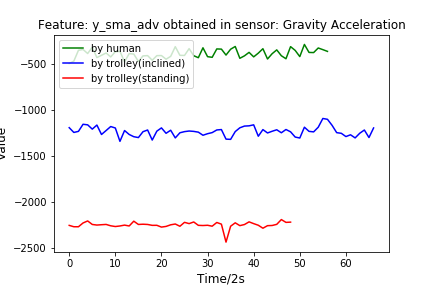 Feature: y_sma_adv obtained in sensor: Gravity Acceleration
by human
by trolley(inclined)
by trolley(standing)
−500
−1000
−1500
−2000
−2500
0 10 20 30 40 50 60
Time/2s